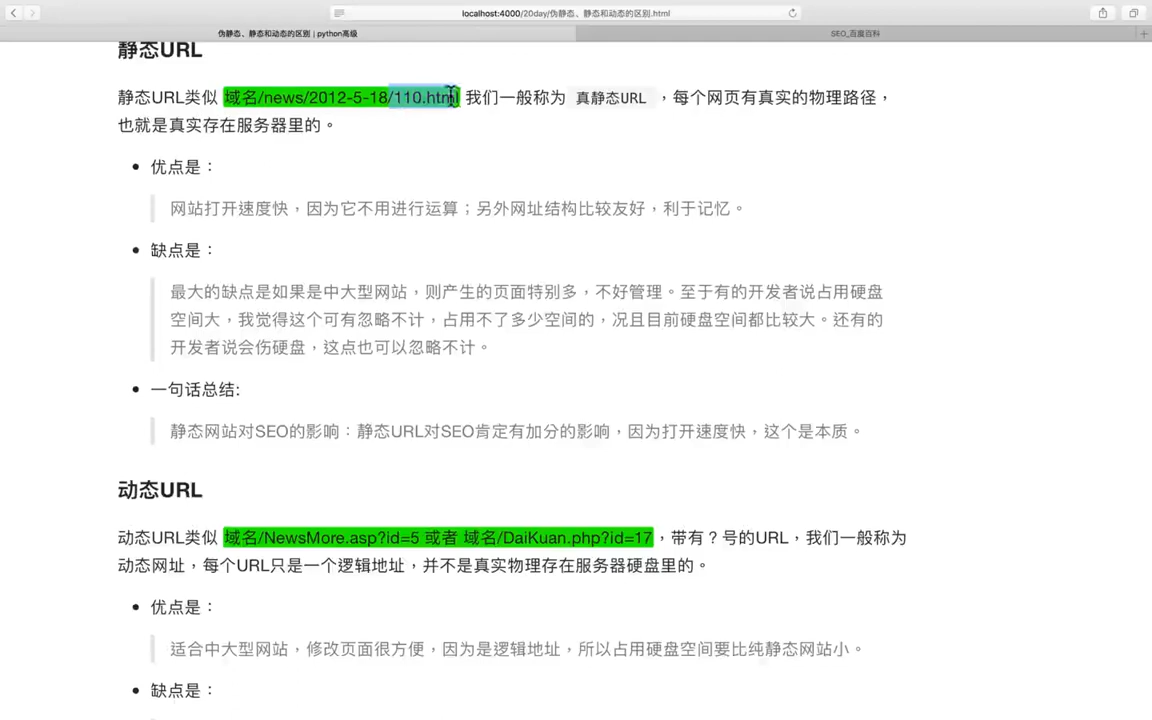 localhost:4000/20day/伪静态、静态和动态的区别.html
伪静态、静态和动态的区别 | python高级
SEO_百度百科
静态URL
静态URL类似 域名/news/2012-5-18/110.html 我们一般称为 真静态URL ，每个网页有真实的物理路径，
也就是真实存在服务器里的。
优点是：
网站打开速度快，因为它不用进行运算；另外网址结构比较友好，利于记忆。
缺点是：
最大的缺点是如果是中大型网站，则产生的页面特别多，不好管理。至于有的开发者说占用硬盘
空间大，我觉得这个可有忽略不计，占用不了多少空间的，况且目前硬盘空间都比较大。还有的
开发者说会伤硬盘，这点也可以忽略不计。
一句话总结:
静态网站对SEO的影响：静态URL对SEO肯定有加分的影响，因为打开速度快，这个是本质。
动态URL
动态URL类似 域名/NewsMore.asp?id=5 或者 域名/DaiKuan.php?id=17 ，带有？号的URL，我们一般称为
动态网址，每个URL只是一个逻辑地址，并不是真实物理存在服务器硬盘里的。
优点是：
适合中大型网站，修改页面很方便，因为是逻辑地址，所以占用硬盘空间要比纯静态网站小。
缺点是：